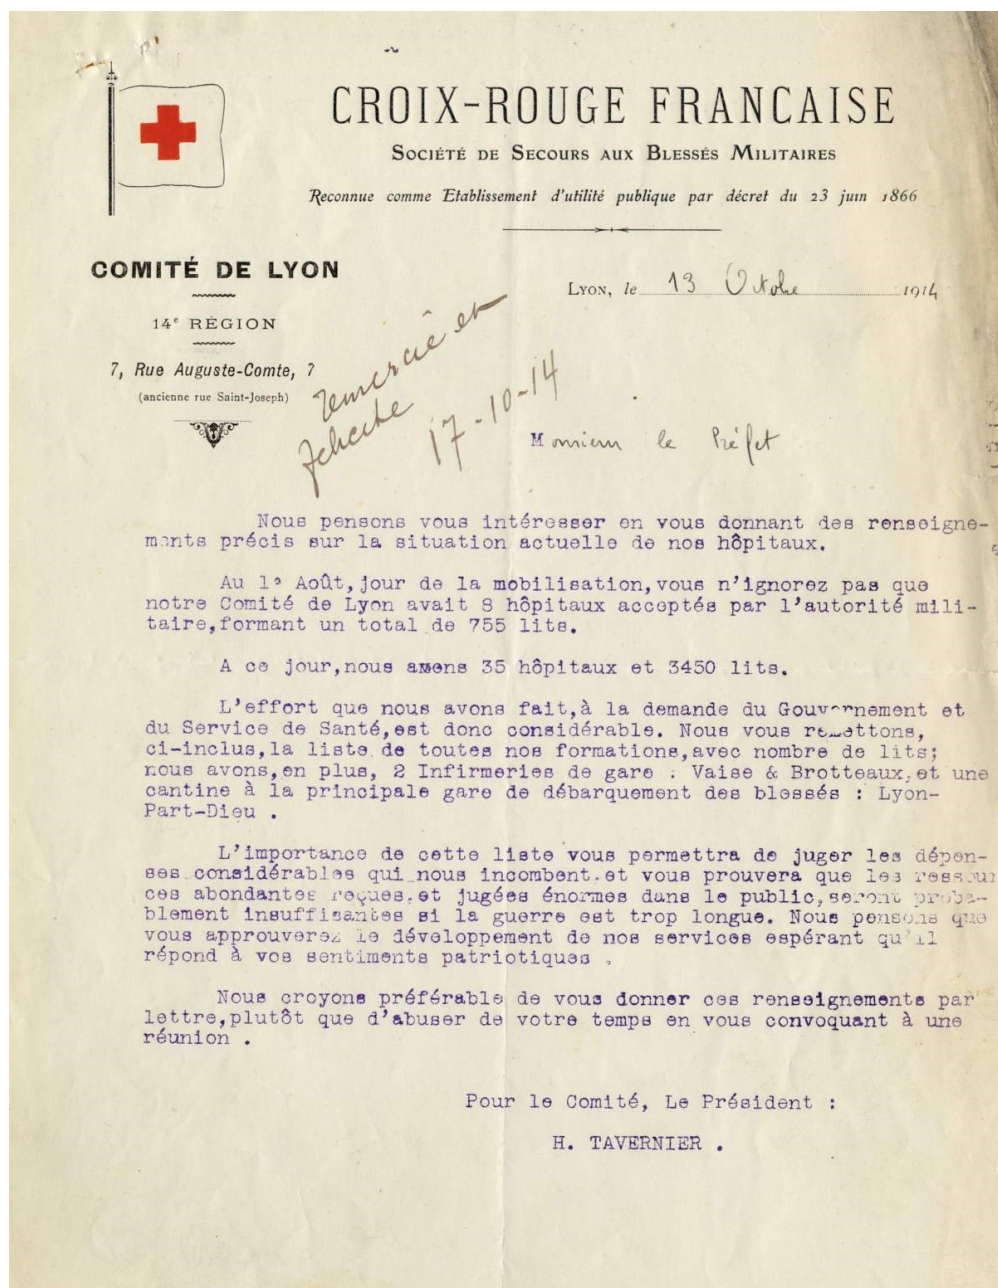 CROIX-ROUGE FRANCAISE
SOCIÉTÉ DE SECOURS AUX BLESSÉS MILITAIRES
Reconnue comme Etablissement d'utilité publique par décret du 23 juin 1866
COMITÉ DE LYON
14e RÉGION
7, Rue Auguste-Comte, 7
(ancienne rue Saint-Joseph)
LYON, le 13 Octobre 1914
remercié et
félicité
17-10-14
Monsieur le Préfet
Nous pensons vous intéresser en vous donnant des renseigne-
ments précis sur la situation actuelle de nos hôpitaux.
Au 1° Août,jour de la mobilisation,vous n'ignorez pas que
notre Comité de Lyon avait 8 hôpitaux acceptés par l'autorité mili-
taire,formant un total de 755 lits.
A ce jour,nous avons 35 hôpitaux et 3450 lits.
L'effort que nous avons fait,à la demande du Gouvernement et
du Service de Santé,est donc considérable. Nous vous remettons,
ci-inclus,la liste de toutes nos formations,avec nombre de lits;
nous avons,en plus, 2 Infirmeries de gare : Vaise & Brotteaux,et une
cantine à la principale gare de débarquement des blessés : Lyon-
Part-Dieu .
L'importance de cette liste vous permettra de juger les dépen-
ses considérables qui nous incombent,et vous prouvera que les ressour
ces abondantes reçues,et jugées énormes dans le public,seront proba-
blement insuffisantes si la guerre est trop longue. Nous pensons que
vous approuverez le développement de nos services espérant qu'il
répond à vos sentiments patriotiques .
Nous croyons préférable de vous donner ces renseignements par
lettre,plutôt que d'abuser de votre temps en vous convoquant à une
réunion .
Pour le Comité, Le Président :
H. TAVERNIER .